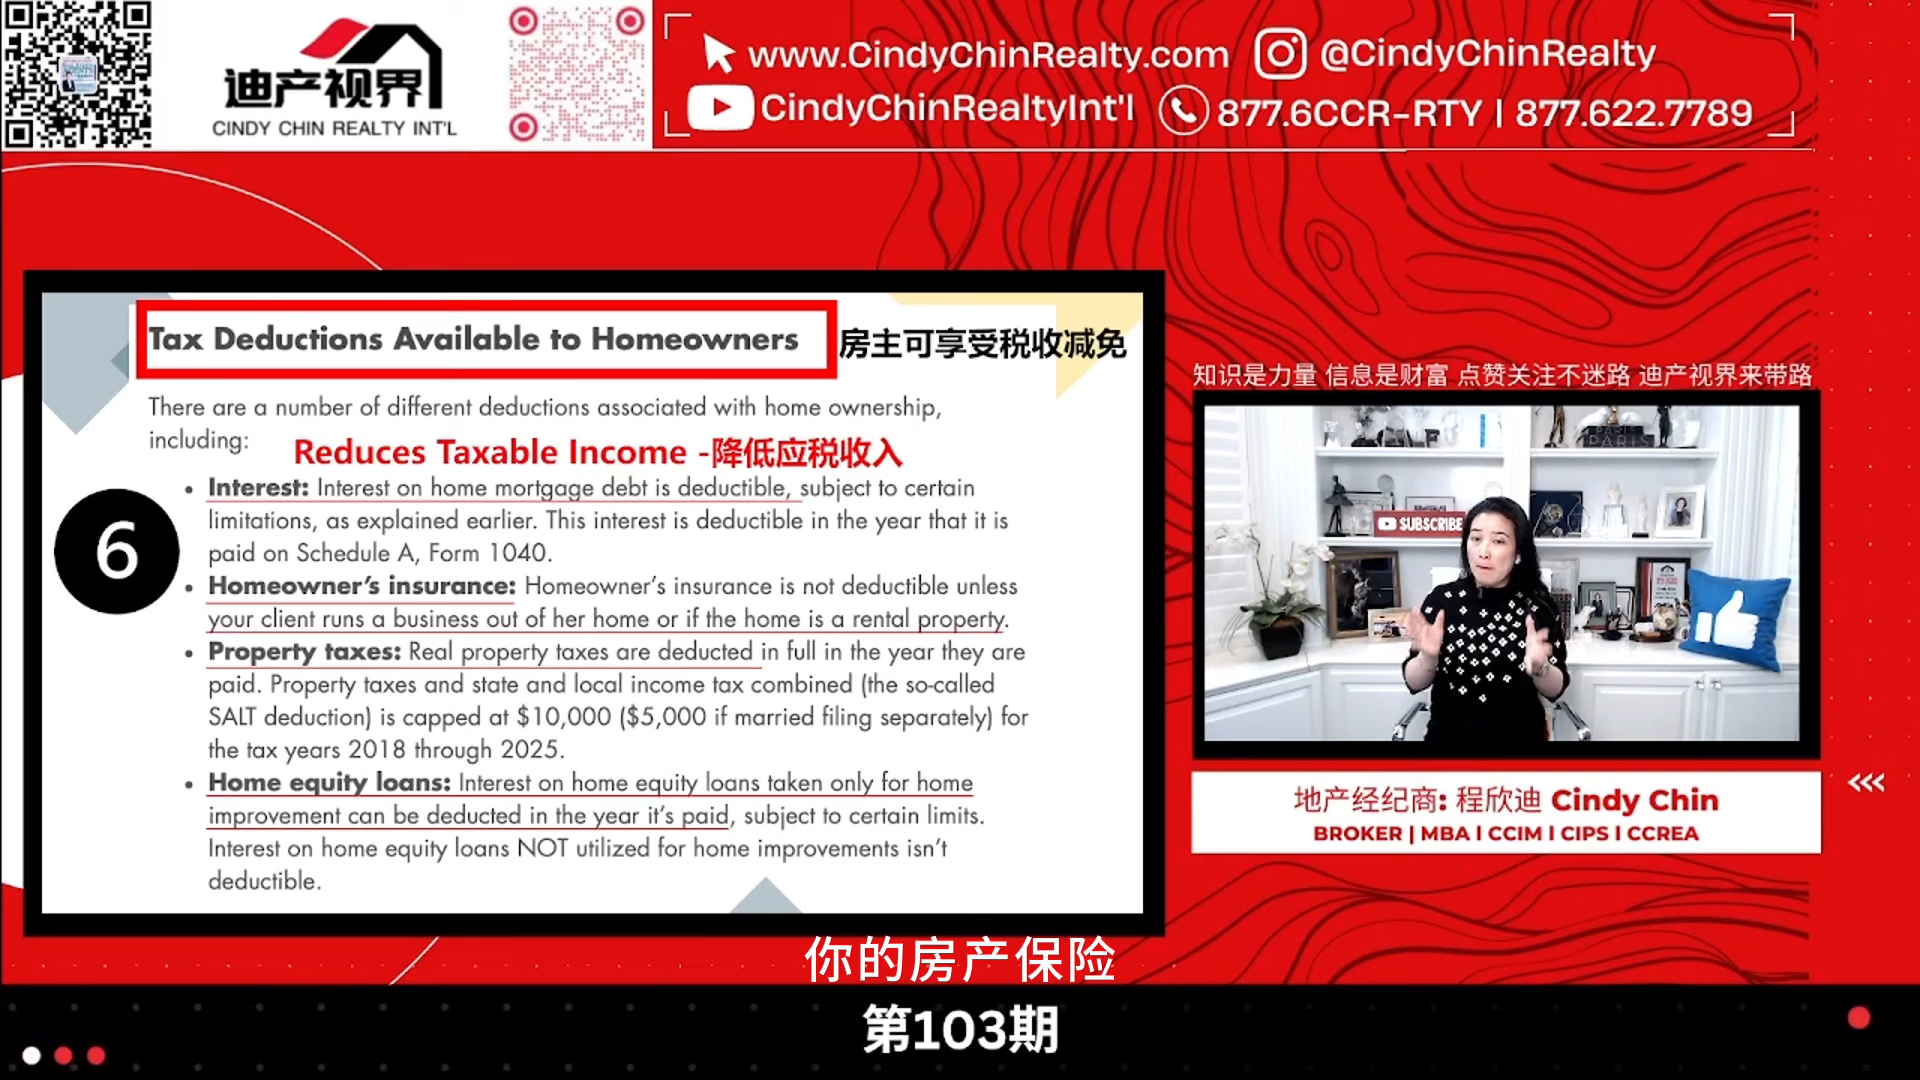 迪产视界
CINDY CHIN REALTY INT'L
www.CindyChinRealty.com
@CindyChinRealty
CindyChinRealtyInt'l
877.6CCR-RTY | 877.622.7789
Tax Deductions Available to Homeowners
房主可享受税收减免
There are a number of different deductions associated with home ownership,
including:
Reduces Taxable Income -降低应税收入
6
• Interest: Interest on home mortgage debt is deductible, subject to certain
limitations, as explained earlier. This interest is deductible in the year that it is
paid on Schedule A, Form 1040.
• Homeowner’s insurance: Homeowner’s insurance is not deductible unless
your client runs a business out of her home or if the home is a rental property.
• Property taxes: Real property taxes are deducted in full in the year they are
paid. Property taxes and state and local income tax combined (the so-called
SALT deduction) is capped at $10,000 ($5,000 if married filing separately) for
the tax years 2018 through 2025.
• Home equity loans: Interest on home equity loans taken only for home
improvement can be deducted in the year it’s paid, subject to certain limits.
Interest on home equity loans NOT utilized for home improvements isn’t
deductible.
知识是力量 信息是财富 点赞关注不迷路 迪产视界来带路
PARIS
SUBSCRIBE
地产经纪商: 程欣迪 Cindy Chin
BROKER | MBA | CCIM | CIPS | CCREA
你的房产保险
第103期